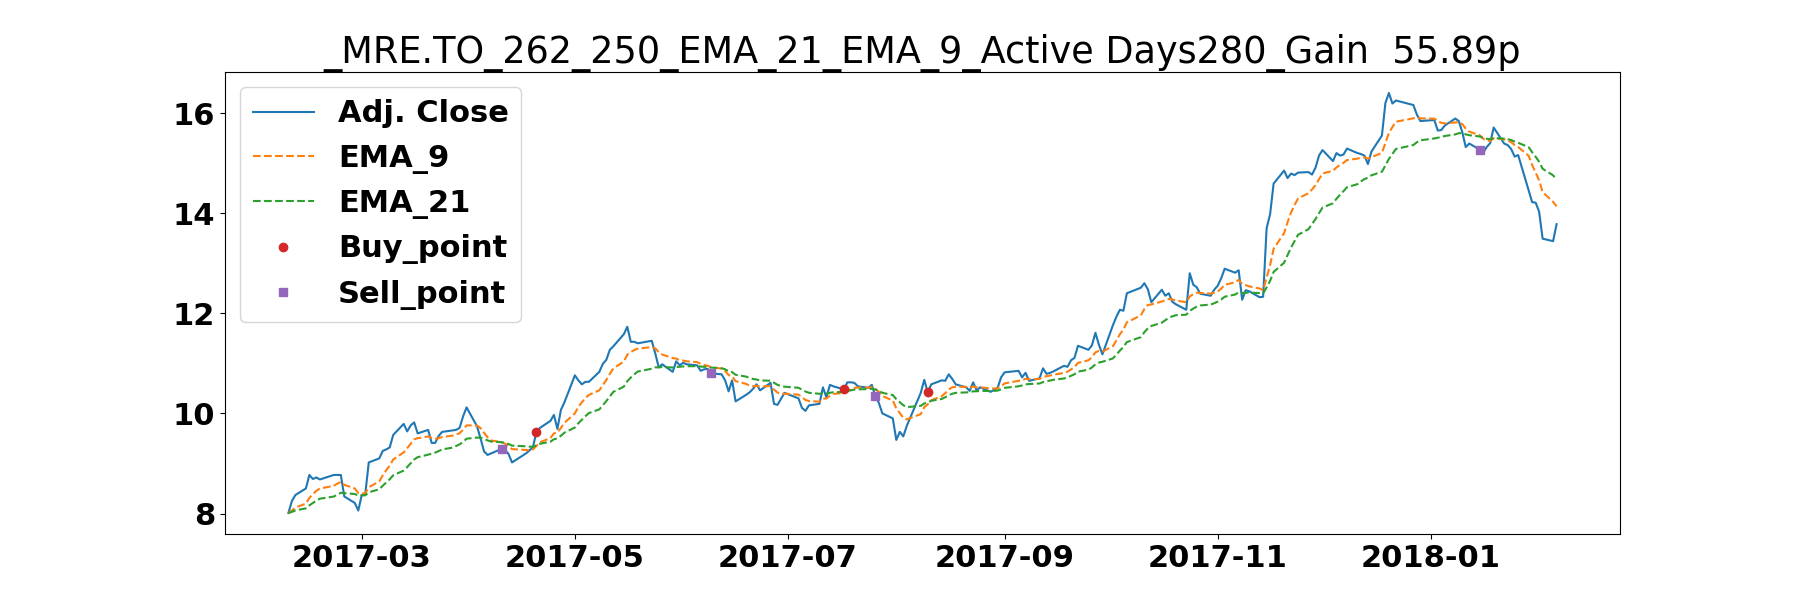 _MRE.TO_262_250_EMA_21_EMA_9_Active Days280_Gain  55.89p
Adj. Close
EMA_9
EMA_21
Buy_point
Sell_point
16
14
12
10
8
2017-03 2017-05 2017-07 2017-09 2017-11 2018-01